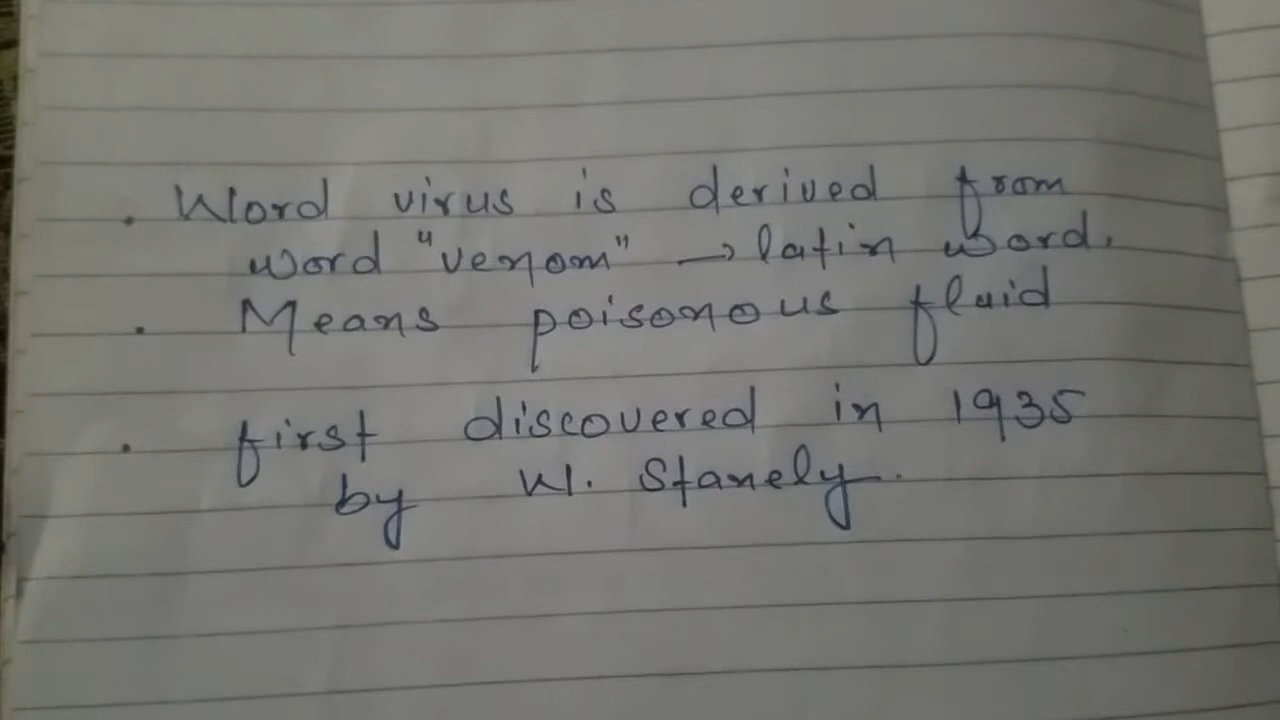 . Word virus is derived from
word "venom" → latin word.
. Means poisonous fluid
. first discovered in 1935
by W. Stanely.